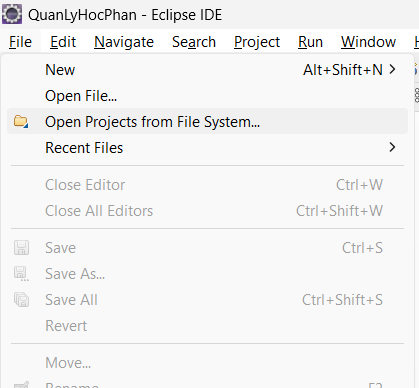 QuanLyHocPhan - Eclipse IDE
File Edit Navigate Search Project Run Window
New Alt+Shift+N
Open File...
Open Projects from File System...
Recent Files
Close Editor Ctrl+W
Close All Editors Ctrl+Shift+W
Save Ctrl+S
Save As...
Save All Ctrl+Shift+S
Revert
Move...
Rename... F2